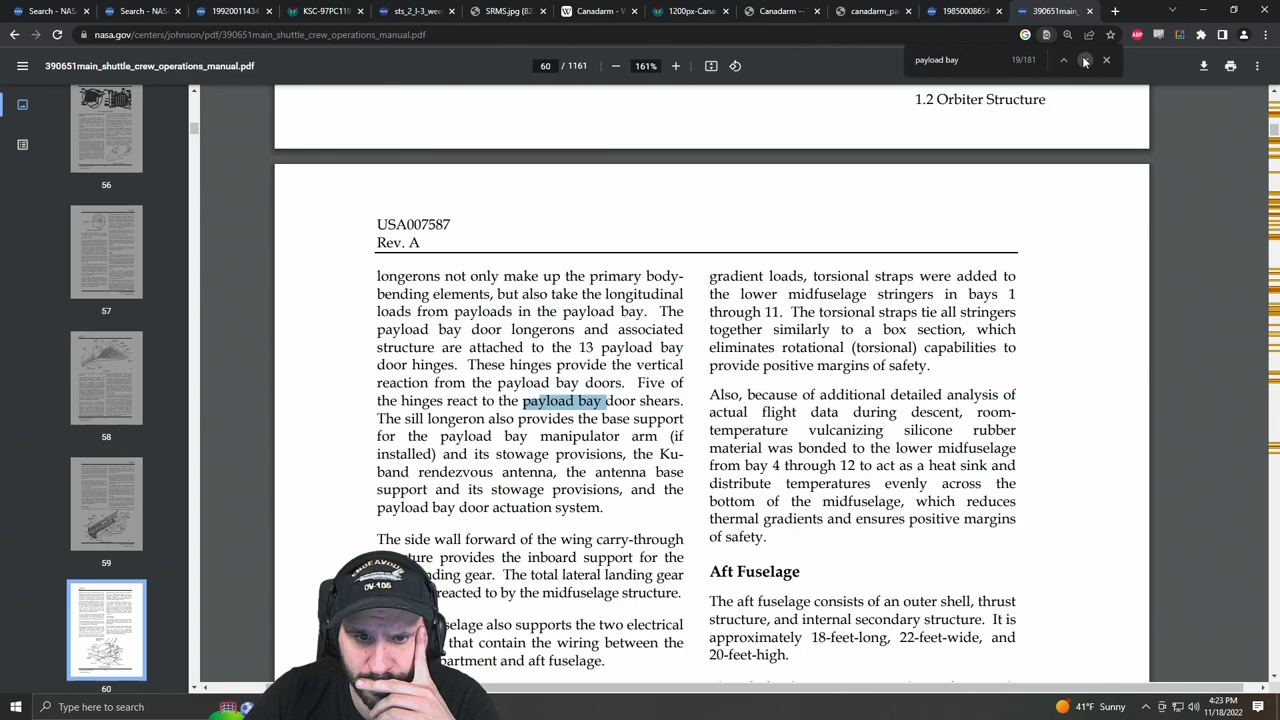 Search - NAS
Search - NAS
1992001143
KSC-97PC119
sts_2_l-3_wee
SRMS.jpg (82
Canadarm - W
1200px-Cana
Canadarm –
canadarm_pa
1985000865
390651main_
nasa.gov/centers/johnson/pdf/390651main_shuttle_crew_operations_manual.pdf
390651main_shuttle_crew_operations_manual.pdf
60 / 1161
161%
payload bay
19/181
1.2 Orbiter Structure
56
57
58
59
60
USA007587
Rev. A
longerons not only make up the primary body-
bending elements, but also take the longitudinal
loads from payloads in the payload bay. The
payload bay door longerons and associated
structure are attached to the 13 payload bay
door hinges. These hinges provide the vertical
reaction from the payload bay doors. Five of
the hinges react to the payload bay door shears.
The sill longeron also provides the base support
for the payload bay manipulator arm (if
installed) and its stowage provisions, the Ku-
band rendezvous antenna, the antenna base
support and its stowage provisions, and the
payload bay door actuation system.
The side wall forward of the wing carry-through
ture provides the inboard support for the
nding gear. The total lateral landing gear
reacted to by the midfuselage structure.
selage also supports the two electrical
that contain the wiring between the
partment and aft fuselage.
gradient loads, torsional straps were added to
the lower midfuselage stringers in bays 1
through 11. The torsional straps tie all stringers
together similarly to a box section, which
eliminates rotational (torsional) capabilities to
provide positive margins of safety.
Also, because of additional detailed analysis of
actual flight data during descent, room-
temperature vulcanizing silicone rubber
material was bonded to the lower midfuselage
from bay 4 through 12 to act as a heat sink and
distribute temperatures evenly across the
bottom of the midfuselage, which reduces
thermal gradients and ensures positive margins
of safety.
Aft Fuselage
The aft fuselage consists of an outer shell, thrust
structure, and internal secondary structure. It is
approximately 18-feet-long, 22-feet-wide, and
20-feet-high.
ENDEAVOUR
OV-105
Type here to search
41°F Sunny
4:23 PM
11/18/2022